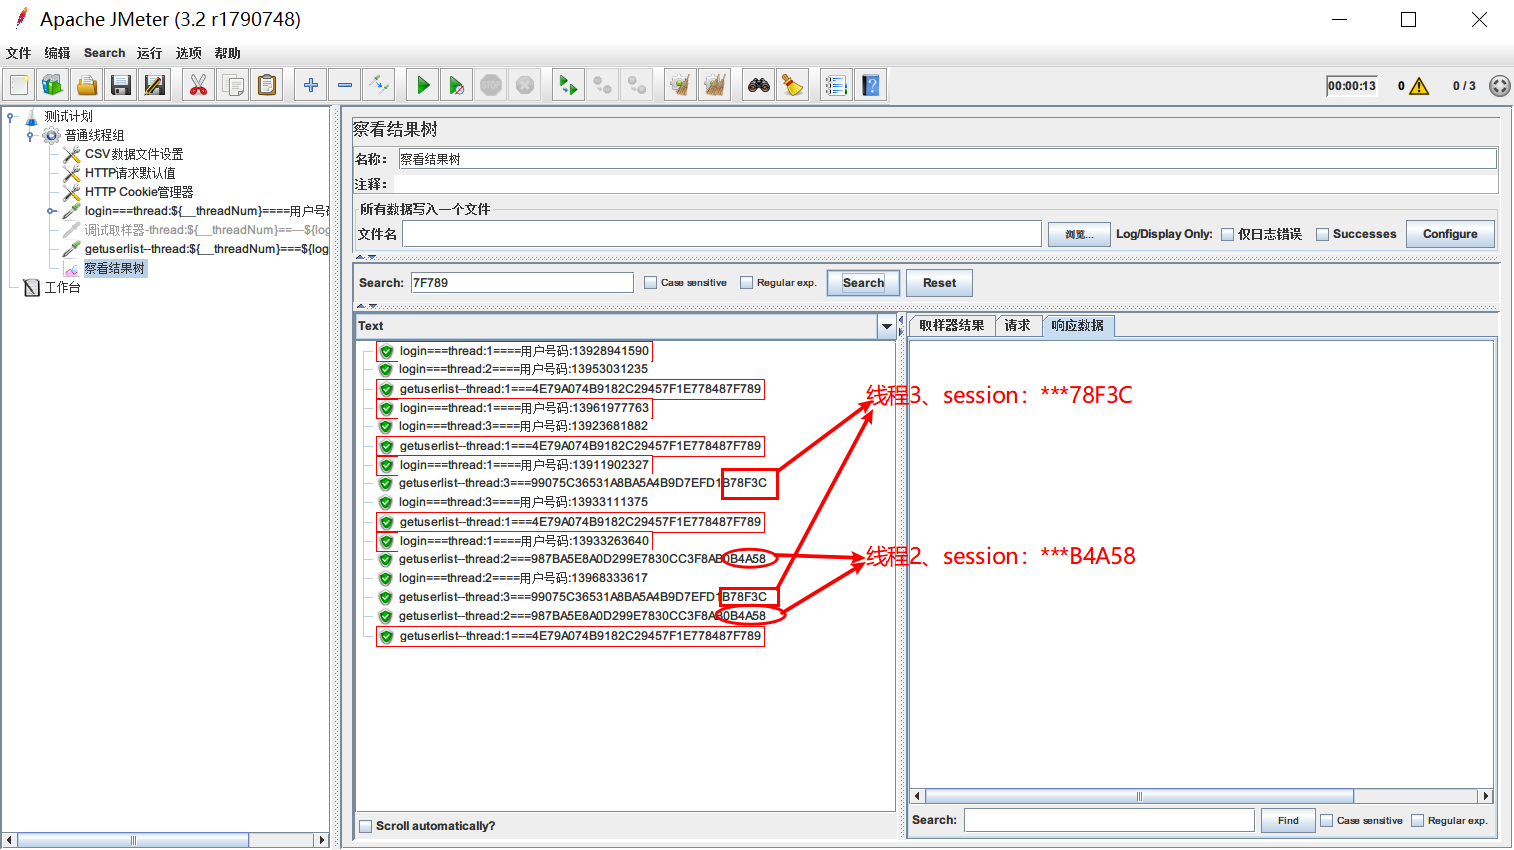 Apache JMeter (3.2 r1790748)
文件 编辑 Search 运行 选项 帮助
00:00:13 0 0 / 3
测试计划
普通线程组
CSV数据文件设置
HTTP请求默认值
HTTP Cookie管理器
login===thread:${__threadNum}====用户号码
调试取样器-thread:${__threadNum}==---${log
getuserlist--thread:${__threadNum}===${log
察看结果树
工作台
察看结果树
名称: 察看结果树
注释:
所有数据写入一个文件
文件名 浏览... Log/Display Only: 仅日志错误 Successes Configure
Search: 7F789 Case sensitive Regular exp. Search Reset
Text
login===thread:1====用户号码:13928941590
login===thread:2====用户号码:13953031235
getuserlist--thread:1===4E79A074B9182C29457F1E778487F789
login===thread:1====用户号码:13961977763
login===thread:3====用户号码:13923681882
getuserlist--thread:1===4E79A074B9182C29457F1E778487F789
login===thread:1====用户号码:13911902327
getuserlist--thread:3===99075C36531A8BA5A4B9D7EFD1B78F3C
login===thread:3====用户号码:13933111375
getuserlist--thread:1===4E79A074B9182C29457F1E778487F789
login===thread:1====用户号码:13933263640
getuserlist--thread:2===987BA5E8A0D299E7830CC3F8AB0B4A58
login===thread:2====用户号码:13968333617
getuserlist--thread:3===99075C36531A8BA5A4B9D7EFD1B78F3C
getuserlist--thread:2===987BA5E8A0D299E7830CC3F8AB0B4A58
getuserlist--thread:1===4E79A074B9182C29457F1E778487F789
Scroll automatically?
取样器结果 请求 响应数据
线程3、session：***78F3C
线程2、session：***B4A58
Search: Find Case sensitive Regular exp.